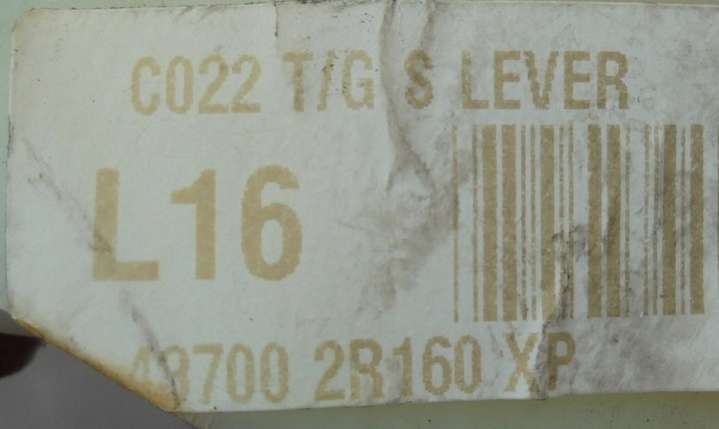 C022 T/G S LEVER
L16
43700 2R160 XP